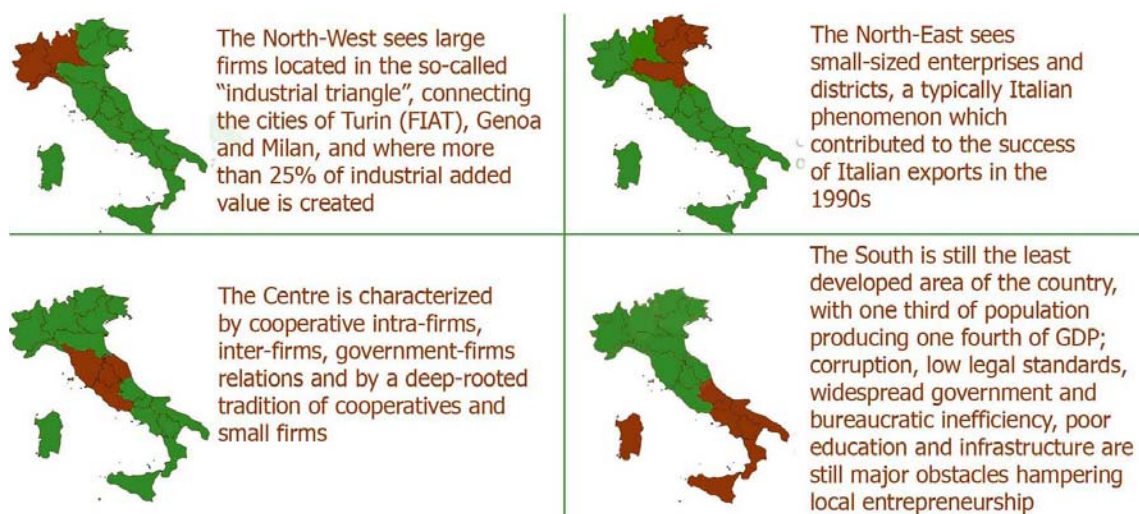 The North-West sees large
firms located in the so-called
“industrial triangle”, connecting
the cities of Turin (FIAT), Genoa
and Milan, and where more
than 25% of industrial added
value is created
The North-East sees
small-sized enterprises and
districts, a typically Italian
phenomenon which
contributed to the success
of Italian exports in the
1990s
The Centre is characterized
by cooperative intra-firms,
inter-firms, government-firms
relations and by a deep-rooted
tradition of cooperatives and
small firms
The South is still the least
developed area of the country,
with one third of population
producing one fourth of GDP;
corruption, low legal standards,
widespread government and
bureaucratic inefficiency, poor
education and infrastructure are
still major obstacles hampering
local entrepreneurship